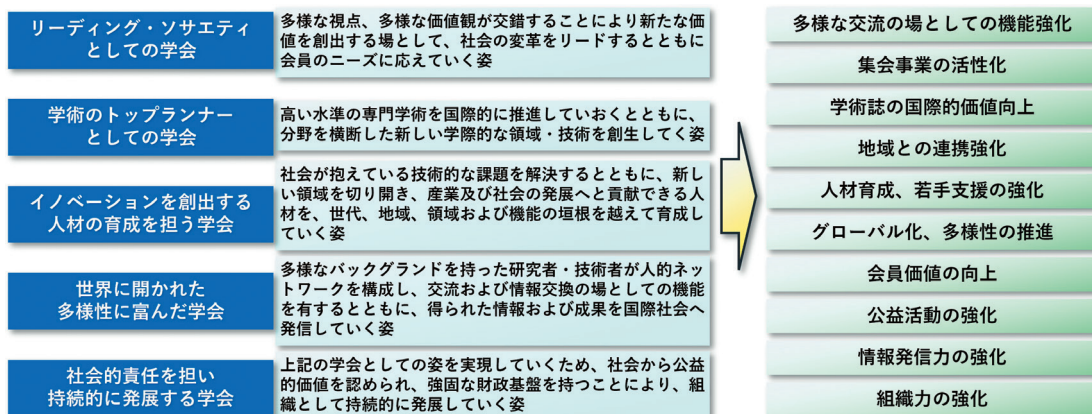 リーディング・ソサエティ
としての学会
多様な視点、多様な価値観が交錯することにより新たな価
値を創出する場として、社会の変革をリードするとともに
会員のニーズに応えていく姿
学術のトップランナー
としての学会
高い水準の専門学術を国際的に推進していおくとともに、
分野を横断した新しい学際的な領域・技術を創生してく姿
イノベーションを創出する
人材の育成を担う学会
社会が抱えている技術的な課題を解決するとともに、新し
い領域を切り開き、産業及び社会の発展へと貢献できる人
材を、世代、地域、領域および機能の垣根を越えて育成し
ていく姿
世界に開かれた
多様性に富んだ学会
多様なバックグランドを持った研究者・技術者が人的ネッ
トワークを構成し、交流および情報交換の場としての機能
を有するとともに、得られた情報および成果を国際社会へ
発信していく姿
社会的責任を担い
持続的に発展する学会
上記の学会としての姿を実現していくため、社会から公益
的価値を認められ、強固な財政基盤を持つことにより、組
織として持続的に発展していく姿
多様な交流の場としての機能強化
集会事業の活性化
学術誌の国際的価値向上
地域との連携強化
人材育成、若手支援の強化
グローバル化、多様性の推進
会員価値の向上
公益活動の強化
情報発信力の強化
組織力の強化